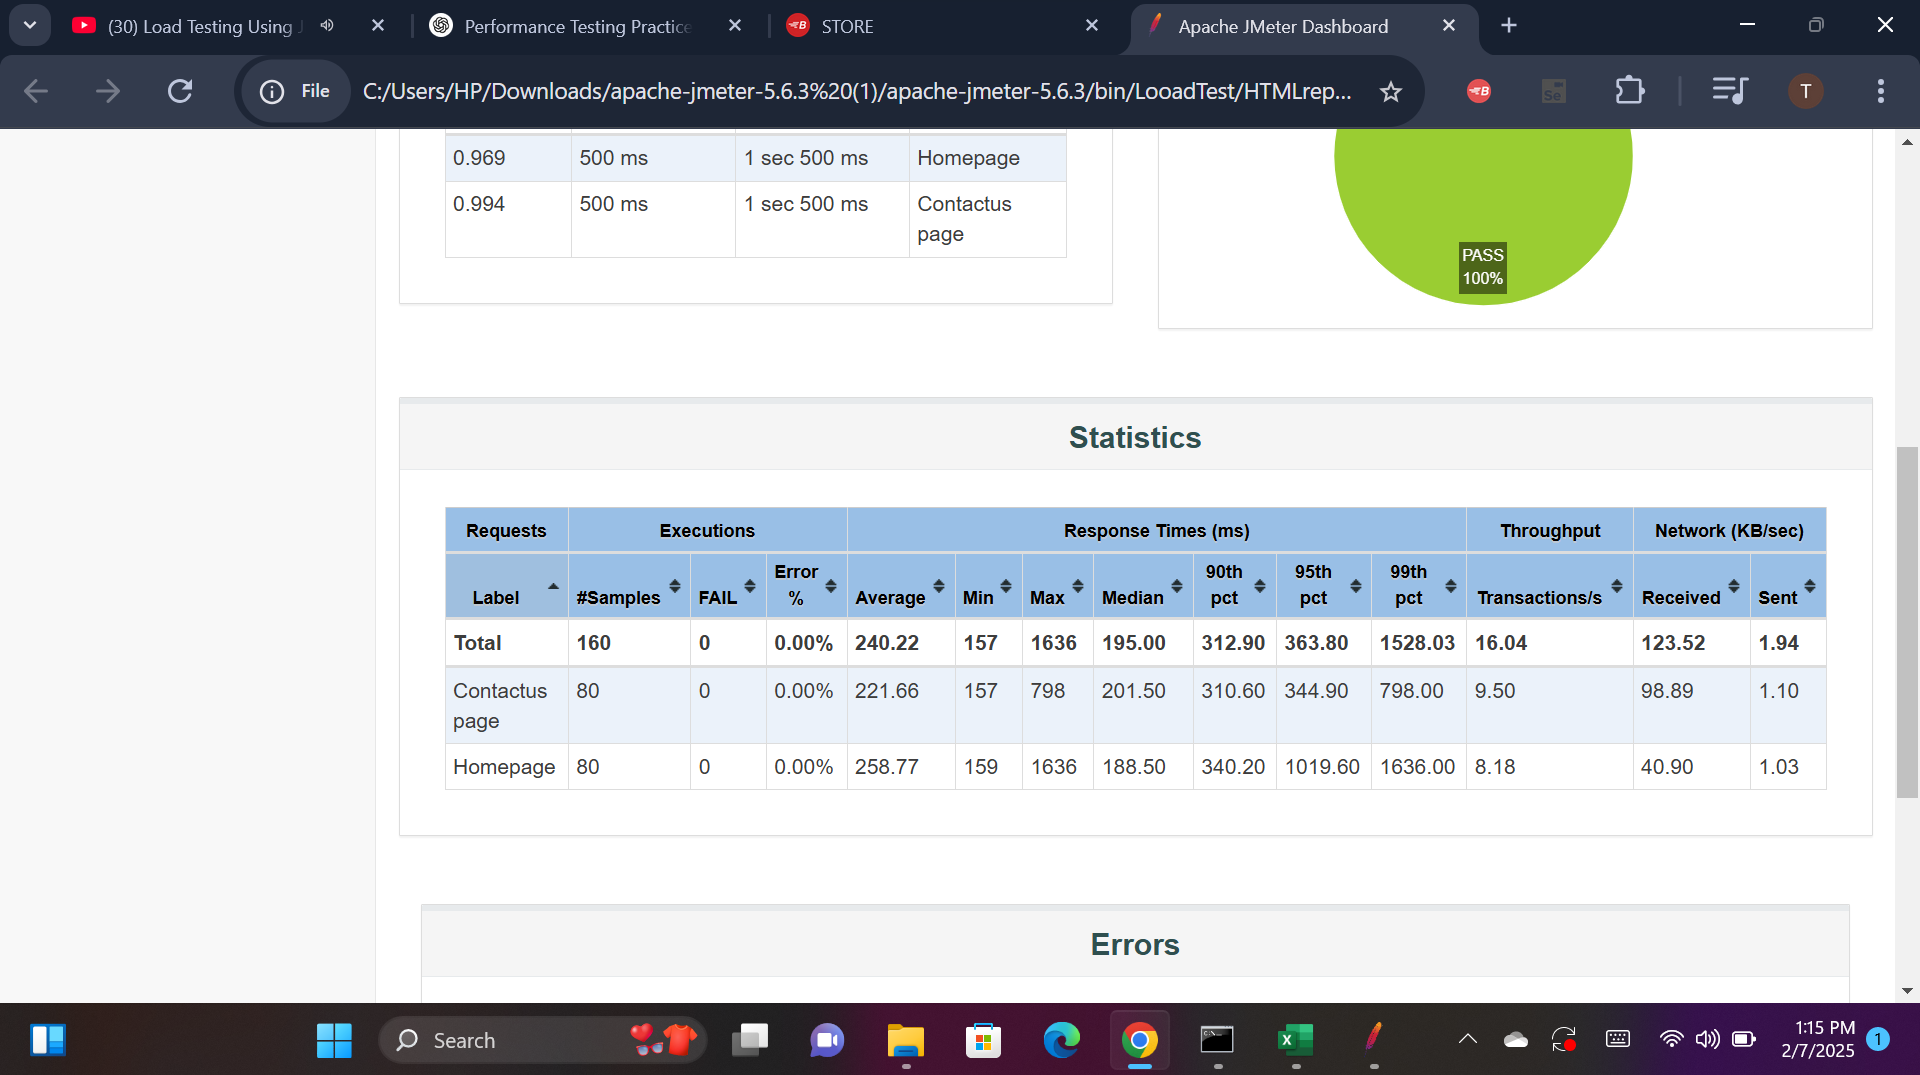 (30) Load Testing Using J
Performance Testing Practice
STORE
Apache JMeter Dashboard
File
C:/Users/HP/Downloads/apache-jmeter-5.6.3%20(1)/apache-jmeter-5.6.3/bin/LooadTest/HTMLrep...
Se
T
0.969 500 ms 1 sec 500 ms Homepage
0.994 500 ms 1 sec 500 ms Contactus
page
PASS
100%
Statistics
Requests Executions Response Times (ms) Throughput Network (KB/sec)
Label #Samples FAIL Error % Average Min Max Median 90th pct 95th pct 99th pct Transactions/s Received Sent
Total 160 0 0.00% 240.22 157 1636 195.00 312.90 363.80 1528.03 16.04 123.52 1.94
Contactus 80 0 0.00% 221.66 157 798 201.50 310.60 344.90 798.00 9.50 98.89 1.10
page
Homepage 80 0 0.00% 258.77 159 1636 188.50 340.20 1019.60 1636.00 8.18 40.90 1.03
Errors
Search
1:15 PM
2/7/2025
1